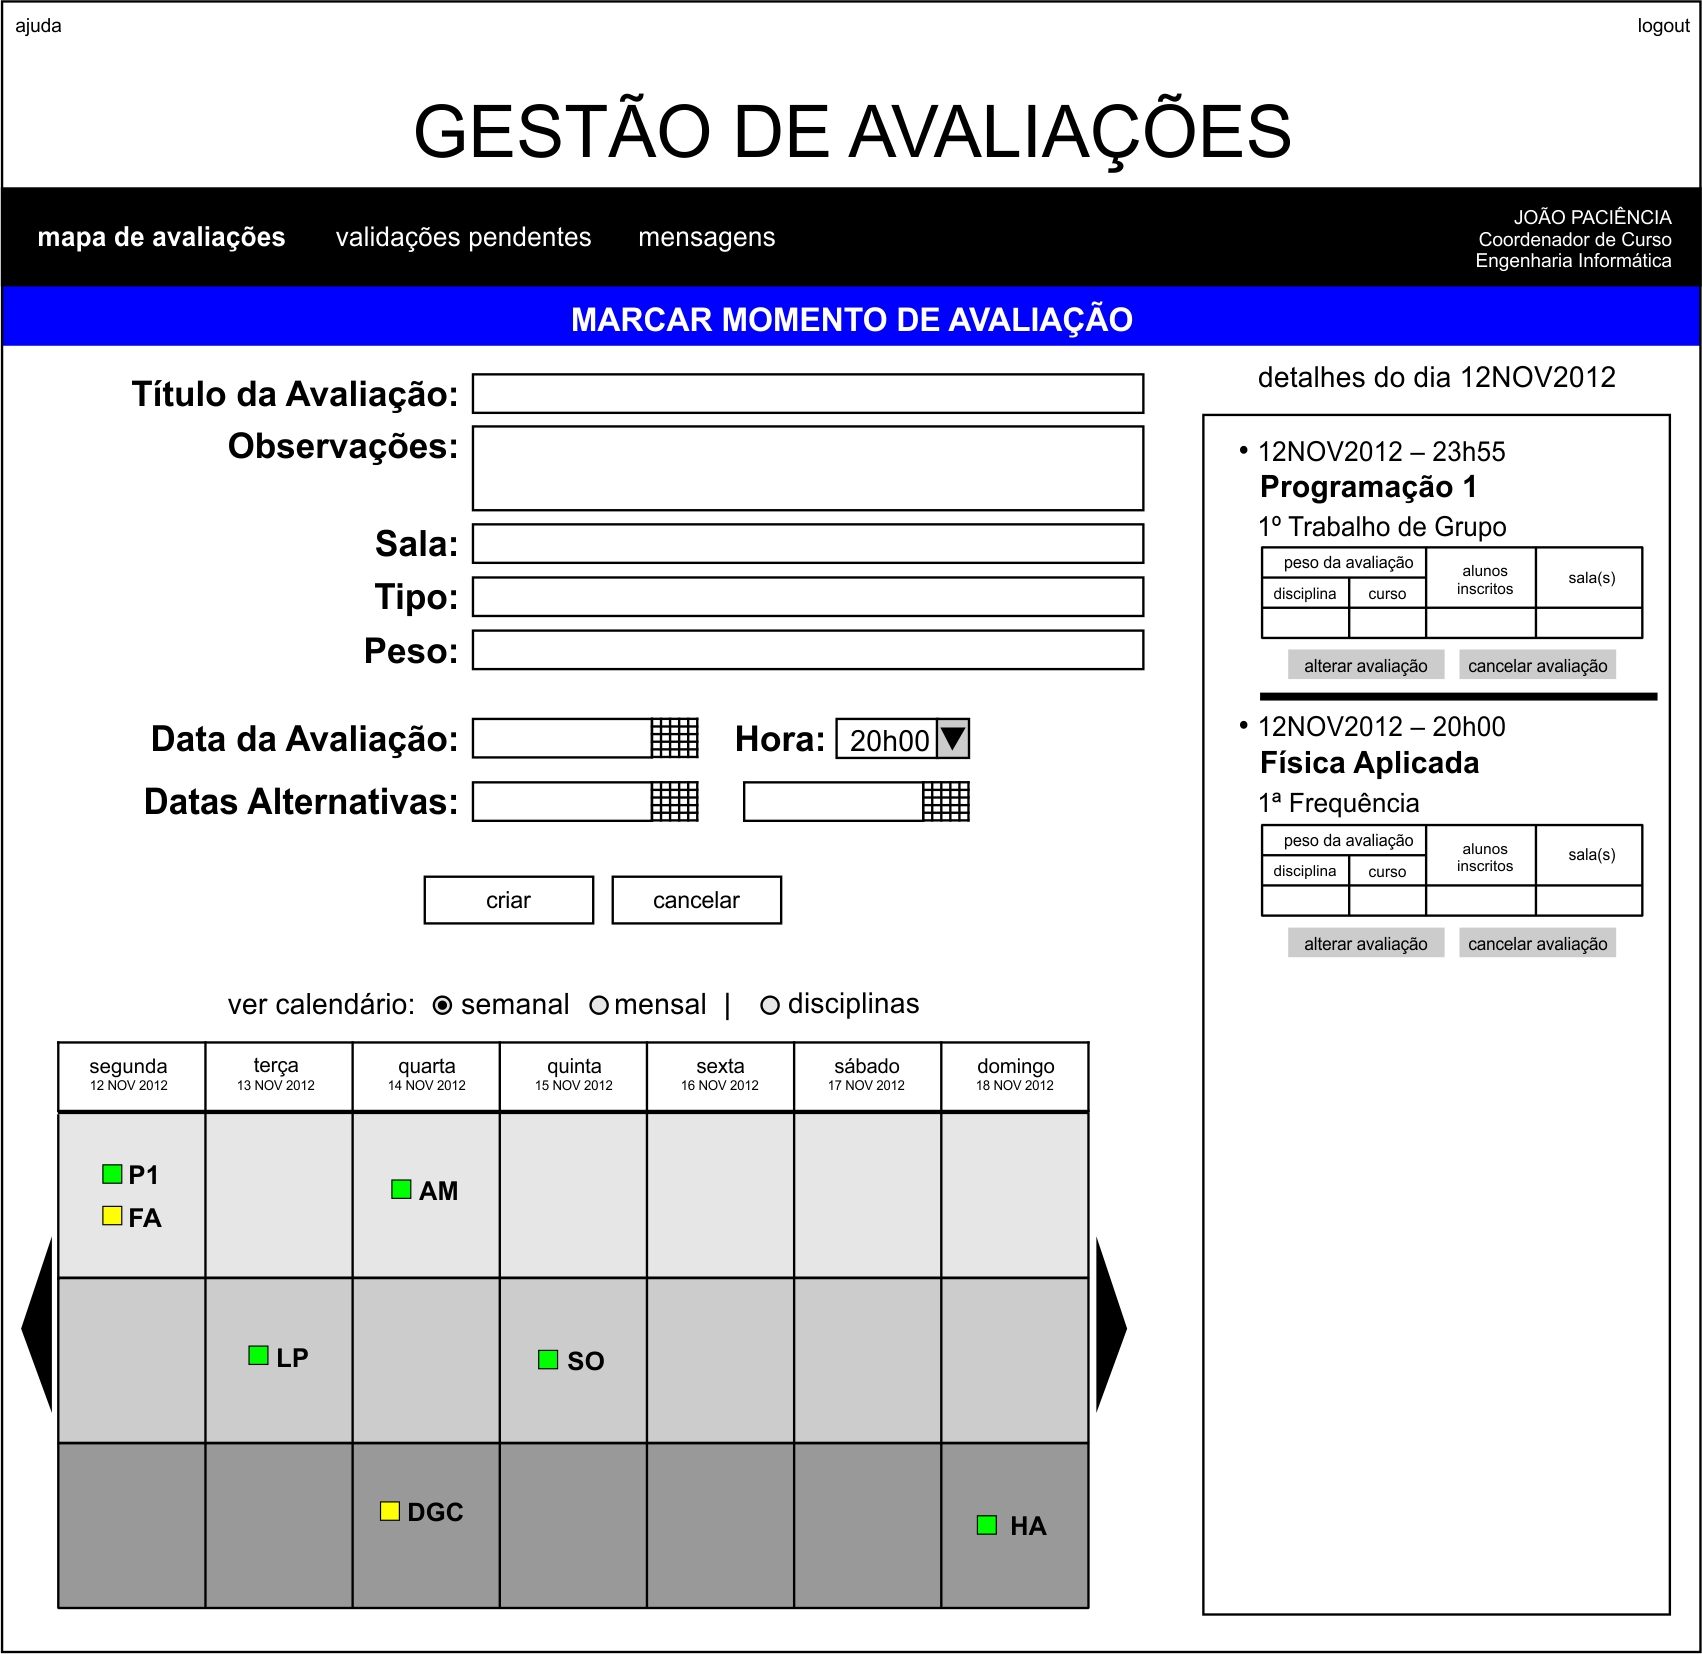 ajuda
logout
GESTÃO DE AVALIAÇÕES
mapa de avaliações validações pendentes mensagens
JOÃO PACIÊNCIA
Coordenador de Curso
Engenharia Informática
MARCAR MOMENTO DE AVALIAÇÃO
Título da Avaliação:
Observações:
Sala:
Tipo:
Peso:
Data da Avaliação:
Hora: 20h00
Datas Alternativas:
criar
cancelar
ver calendário: semanal mensal | disciplinas
segunda
12 NOV 2012
terça
13 NOV 2012
quarta
14 NOV 2012
quinta
15 NOV 2012
sexta
16 NOV 2012
sábado
17 NOV 2012
domingo
18 NOV 2012
P1
FA
AM
LP
SO
DGC
HA
detalhes do dia 12NOV2012
• 12NOV2012 – 23h55
Programação 1
1º Trabalho de Grupo
peso da avaliação
disciplina
curso
alunos
inscritos
sala(s)
alterar avaliação
cancelar avaliação
• 12NOV2012 – 20h00
Física Aplicada
1ª Frequência
peso da avaliação
disciplina
curso
alunos
inscritos
sala(s)
alterar avaliação
cancelar avaliação